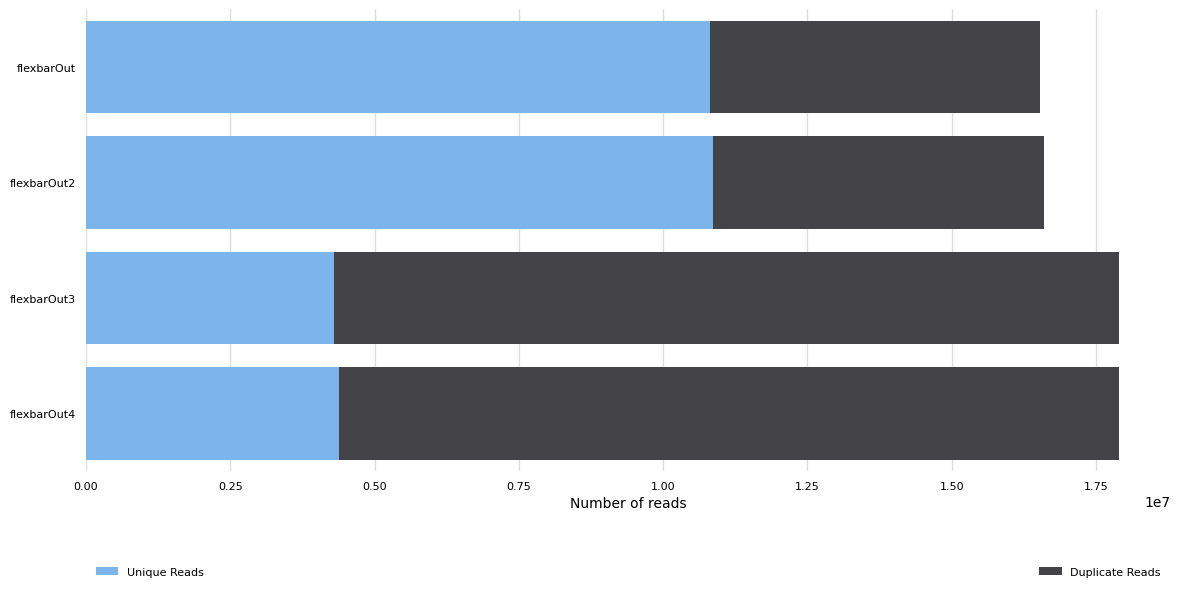 flexbarOut
flexbarOut2
flexbarOut3
flexbarOut4
0.00 0.25 0.50 0.75 1.00 1.25 1.50 1.75
Number of reads 1e7
Unique Reads Duplicate Reads